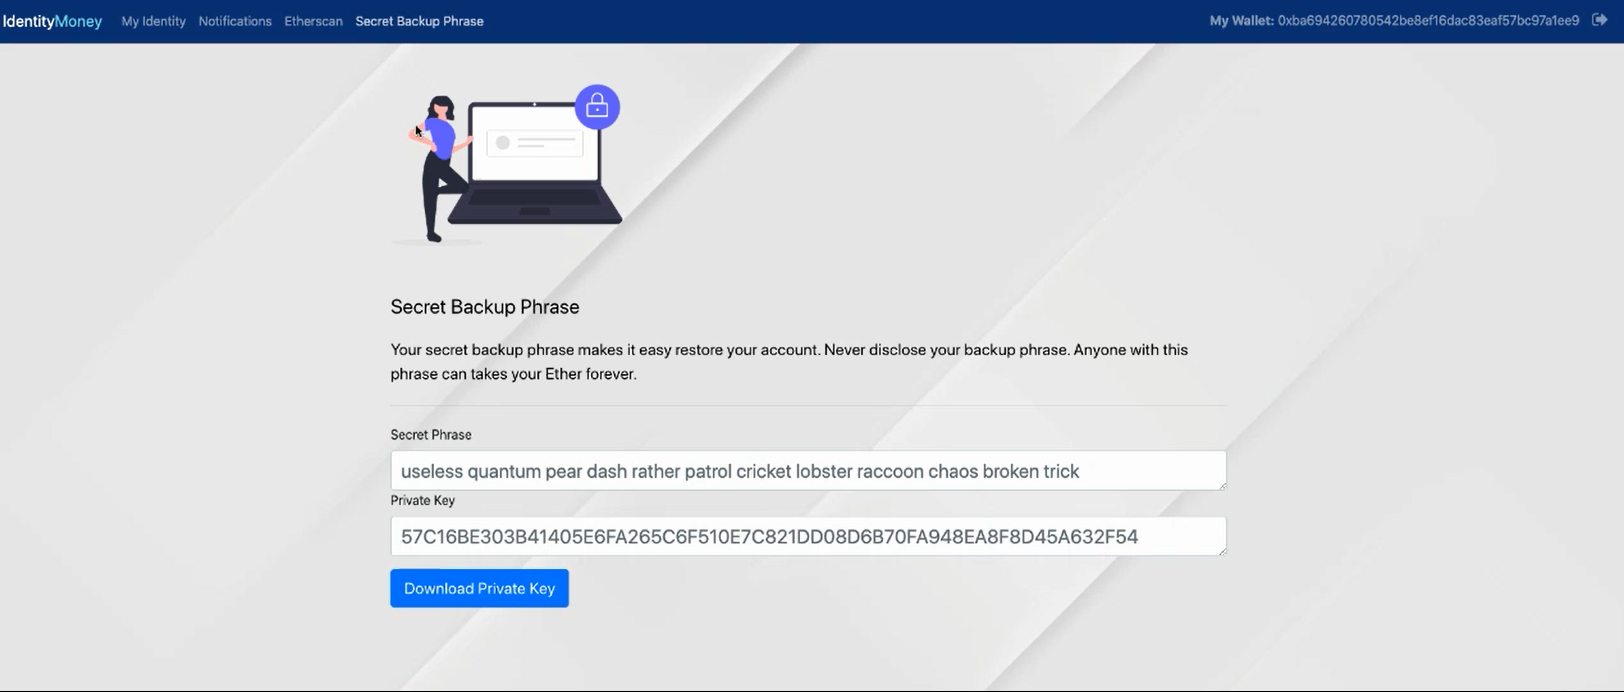 IdentityMoney My Identity Notifications Etherscan Secret Backup Phrase My Wallet: 0xba694260780542be8ef16dac83eaf57bc97a1ee9
Secret Backup Phrase
Your secret backup phrase makes it easy restore your account. Never disclose your backup phrase. Anyone with this
phrase can takes your Ether forever.
Secret Phrase
useless quantum pear dash rather patrol cricket lobster raccoon chaos broken trick
Private Key
57C16BE303B41405E6FA265C6F510E7C821DD08D6B70FA948EA8F8D45A632F54
Download Private Key